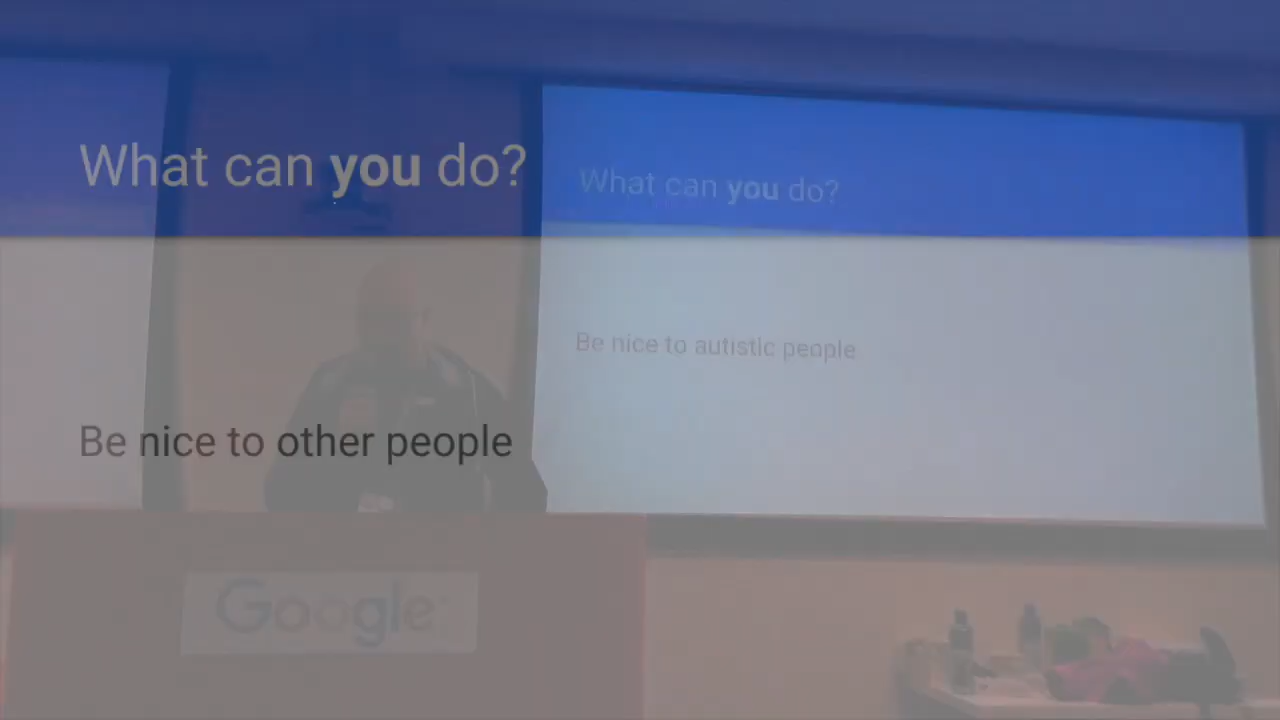 What can you do?
What can you do?
Be nice to autistic people
Be nice to other people
Google